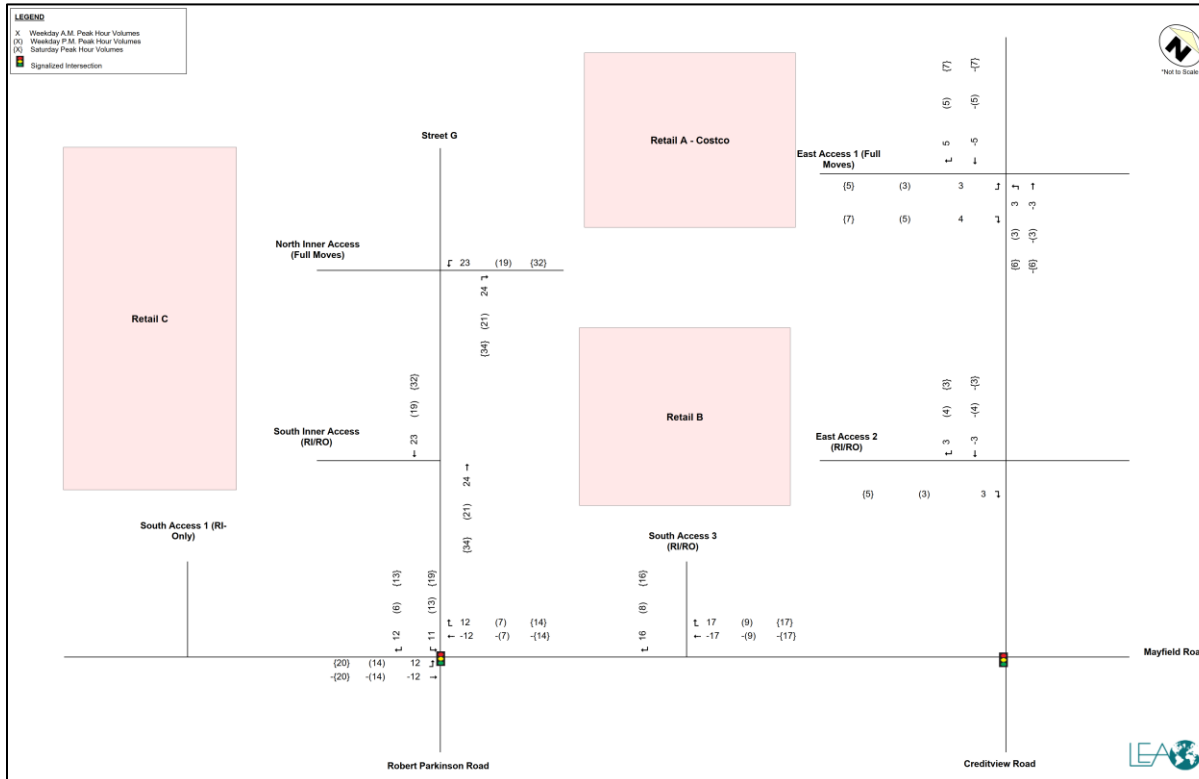 LEGEND
X Weekday A.M. Peak Hour Volumes
(X) Weekday P.M. Peak Hour Volumes
{X} Saturday Peak Hour Volumes
Signalized Intersection
N
*Not to Scale
Street G
Retail A - Costco
{7} -{7}
(5) -(5)
5 -5
East Access 1 (Full
Moves)
{5} (3) 3
{7} (5) 4
3 -3
(3) -(3)
{6} -{6}
North Inner Access
(Full Moves)
23 (19) {32}
24
(21)
{34}
Retail C
Retail B
{32}
(19)
23
South Inner Access
(RI/RO)
{3} -{3}
(4) -(4)
3 -3
East Access 2
(RI/RO)
{5} (3) 3
24
(21)
{34}
South Access 1 (RI-
Only)
South Access 3
(RI/RO)
{13} {19}
(6) (13)
12 11
12 (7) {14}
-12 -(7) -{14}
{16}
(8)
16
17 (9) {17}
-17 -(9) -{17}
Mayfield Roa
{20} (14) 12
-{20} -(14) -12
Robert Parkinson Road
Creditview Road
LEA